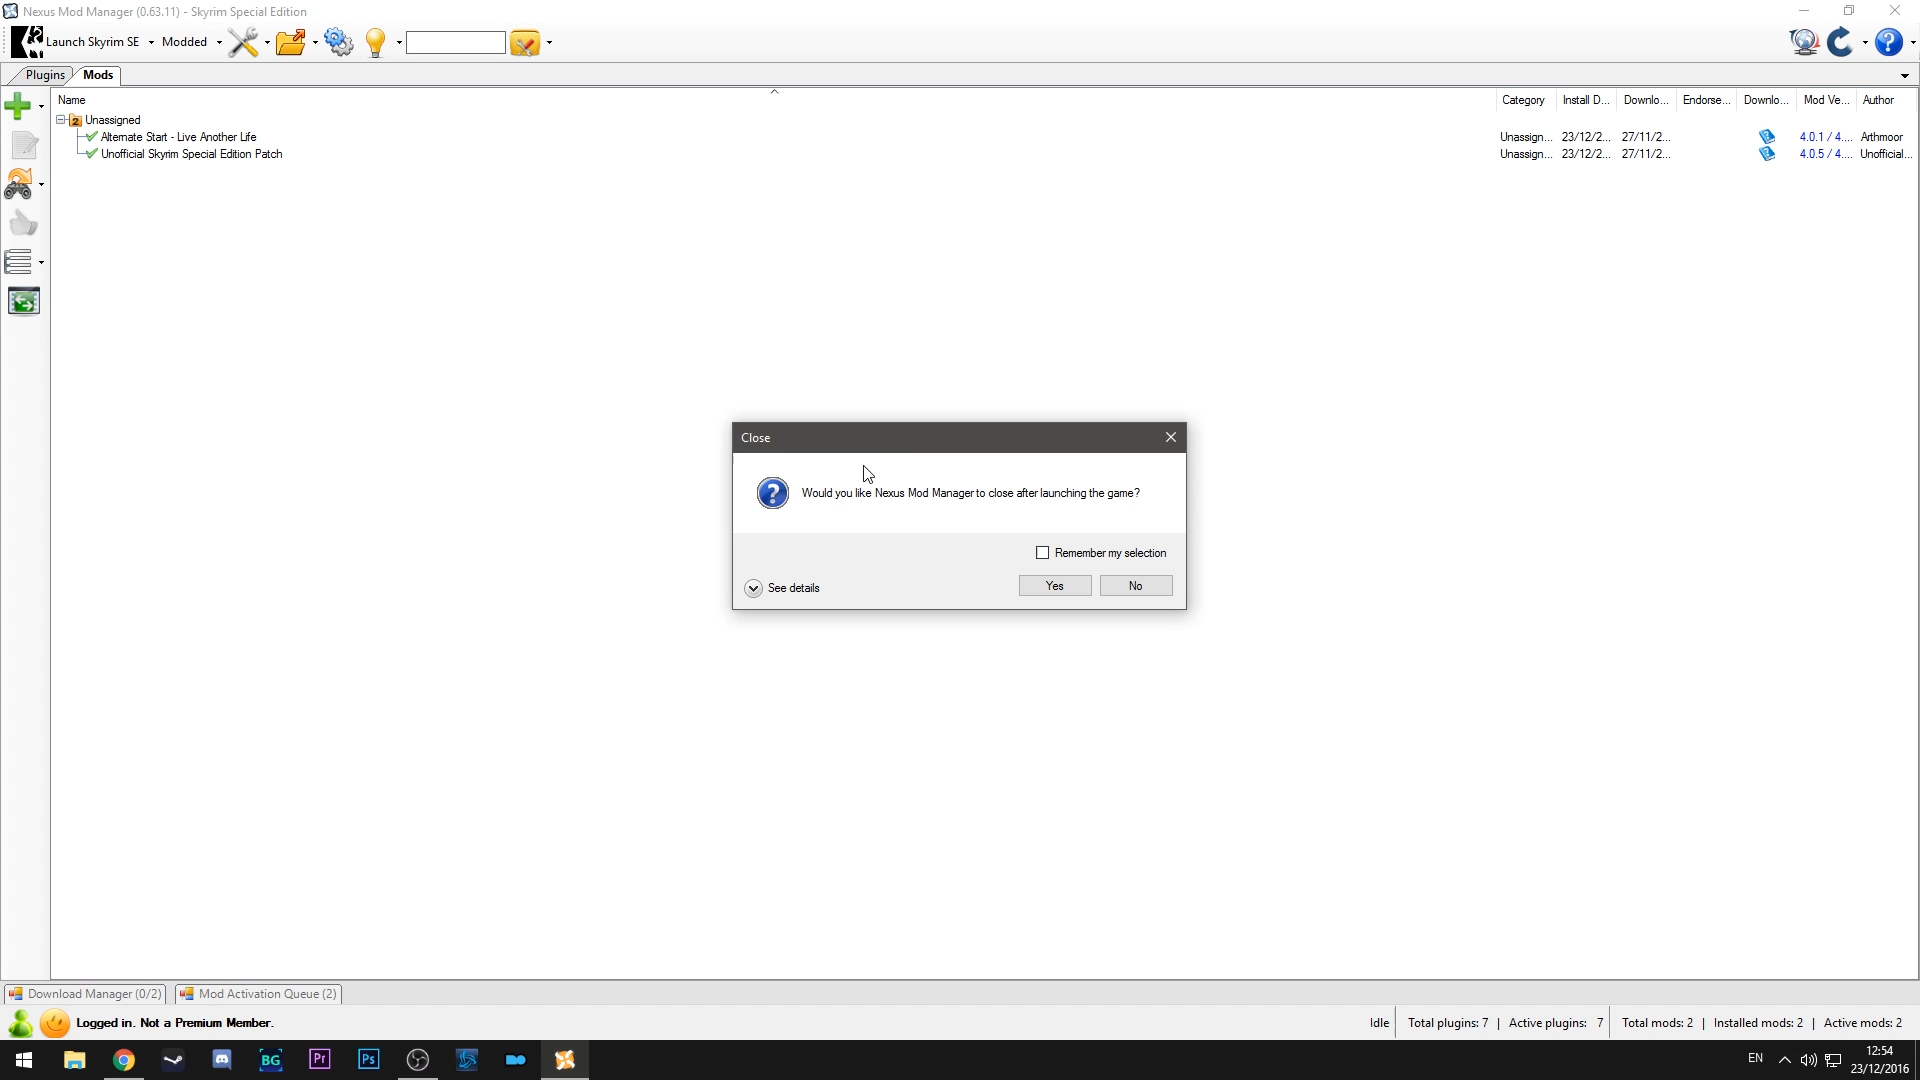 Nexus Mod Manager (0.63.11) - Skyrim Special Edition
Launch Skyrim SE Modded
Plugins Mods
Name Category Install D... Downlo... Endorse... Downlo... Mod Ve... Author
2 Unassigned
Alternate Start - Live Another Life Unassign... 23/12/2... 27/11/2... 4.0.1 / 4.... Arthmoor
Unofficial Skyrim Special Edition Patch Unassign... 23/12/2... 27/11/2... 4.0.5 / 4.... Unofficial...
Close
Would you like Nexus Mod Manager to close after launching the game?
Remember my selection
See details Yes No
Download Manager (0/2) Mod Activation Queue (2)
Logged in. Not a Premium Member. Idle Total plugins: 7 | Active plugins: 7 Total mods: 2 | Installed mods: 2 | Active mods: 2
BG Pr Ps EN 12:54
23/12/2016